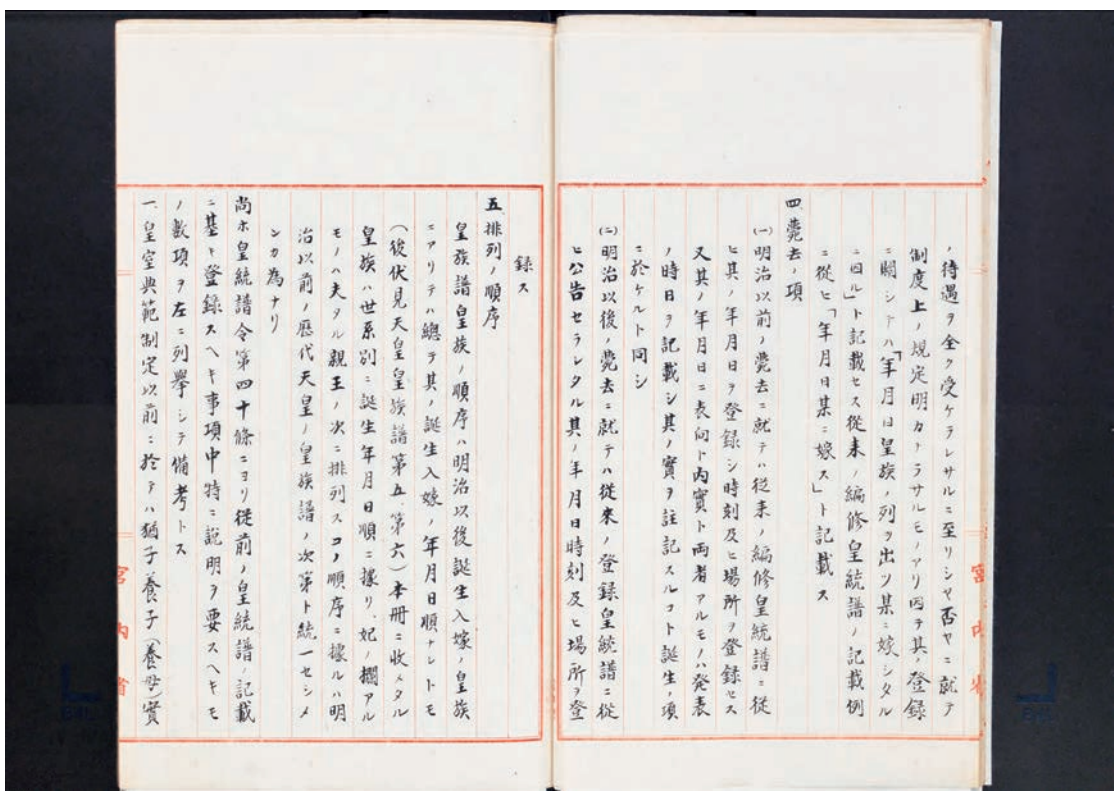 ノ待遇ヲ全ク受ケラレサルニ至リシヤ否ヤニ就テ
制度上ノ規定明カナラサルモノアリ因テ其ノ登録
ニ關シテハ「年月日皇族ノ列ヲ出ツ某ニ嫁シタル
ニ因ル」ト記載セス從来ノ編修皇統譜ノ記載例
ニ從ヒ「年月日某ニ嫁ス」ト記載ス
四、薨去ノ項
(一)明治以前ノ薨去ニ就テハ從来ノ編修皇統譜ニ從
ヒ其ノ年月日ヲ登録シ時刻及ヒ場所ヲ登録セス
又其ノ年月日ニ表向ト内實ト両者アルモノハ発表
ノ時日ヲ記載シ其ノ實ヲ註記スルコト誕生ノ項
ニ於ケルト同シ
(二)明治以後ノ薨去ニ就テハ從来ノ登録皇統譜ニ從
ヒ公告セラレタル其ノ年月日時刻及ヒ場所ヲ登
録ス
五、排列ノ順序
皇族譜皇族ノ順序ハ明治以後誕生入嫁ノ皇族
ニアリテハ總テ其ノ誕生入嫁ノ年月日順ナレトモ
(後伏見天皇皇族譜第五第六)本冊ニ收メタル
皇族ハ世系別ニ誕生年月日順ニ據リ、妃ノ欄アル
モノハ夫タル親王ノ次ニ排列スコノ順序ニ據ルハ明
治以前ノ歴代天皇ノ皇族譜ノ次第ト統一セシメ
ンカ為ナリ
尚ホ皇統譜令第四十條ニヨリ從前ノ皇統譜ノ記載
ニ基キ登録スヘキ事項中特ニ説明ヲ要スヘキモ
ノ數項ヲ左ニ列擧シテ備考トス
一、皇室典範制定以前ニ於テハ猶子養子(養母)實
宮内省
宮内省